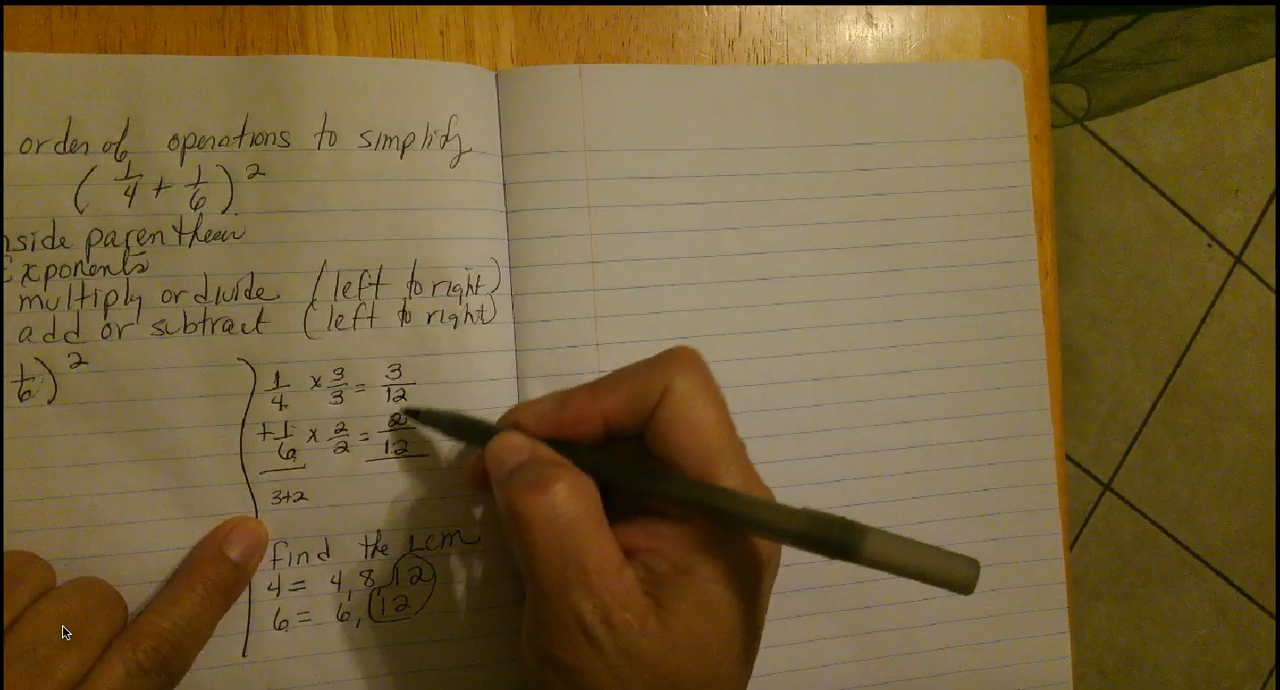 order of operations to simplify
(1/4 + 1/6)^2
nside parenthesis
Exponents
multiply or divide (left to right)
add or subtract (left to right)
1/6)^2
1/4 × 3/3 = 3/12
+ 1/6 × 2/2 = 2/12
3+2
find the LCM
4 = 4, 8, 12
6 = 6, 12